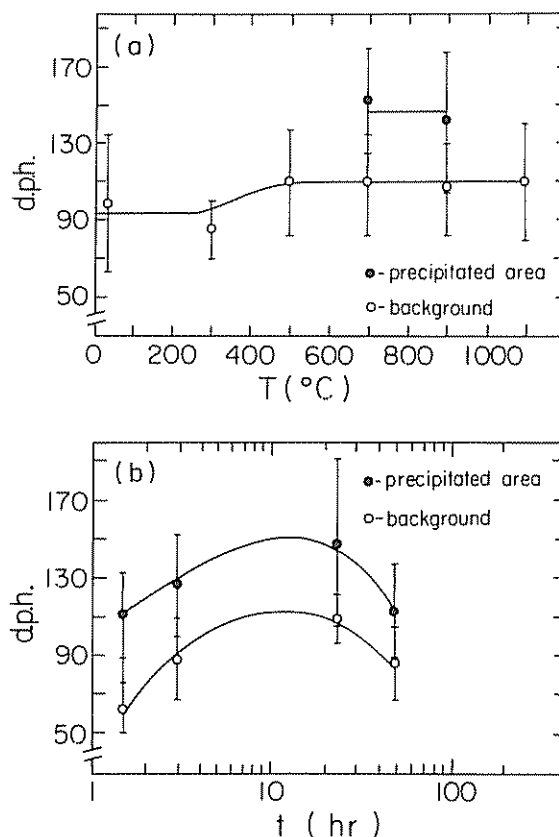 (a)
170
130
90
50
d.p.h.
●-precipitated area
○-background
0 200 400 600 800 1000
T (°C)
(b)
170
130
90
50
d.p.h.
●-precipitated area
○-background
1 10 100
t (hr)